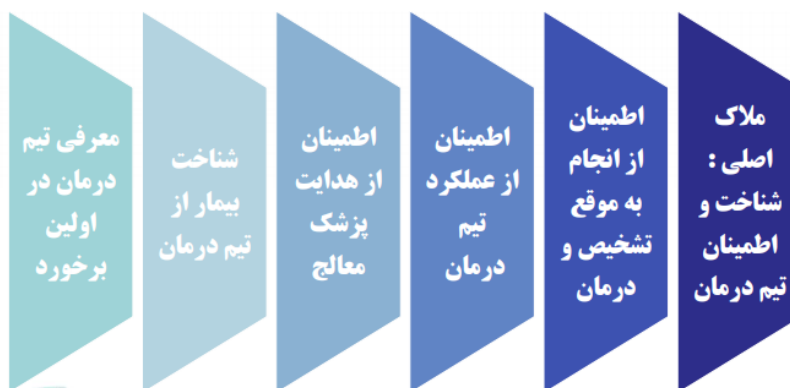 ملاک
اصلی :
شناخت و
اطمینان
تیم درمان
اطمینان
از انجام
به موقع
تشخیص و
درمان
اطمینان
از عملکرد
تیم
درمان
اطمینان
از هدایت
پزشک
معالج
شناخت
بیمار از
تیم درمان
معرفی تیم
درمان در
اولین
برخورد